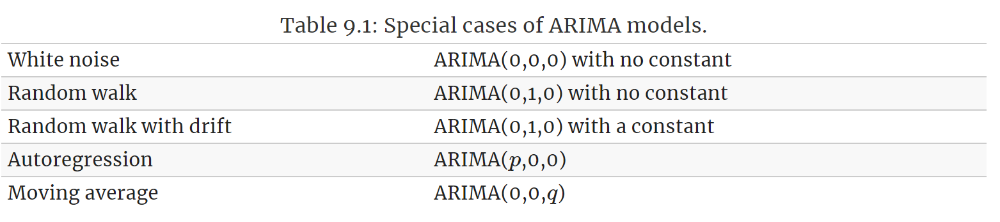 Table 9.1: Special cases of ARIMA models.
White noise ARIMA(0,0,0) with no constant
Random walk ARIMA(0,1,0) with no constant
Random walk with drift ARIMA(0,1,0) with a constant
Autoregression ARIMA(p,0,0)
Moving average ARIMA(0,0,q)